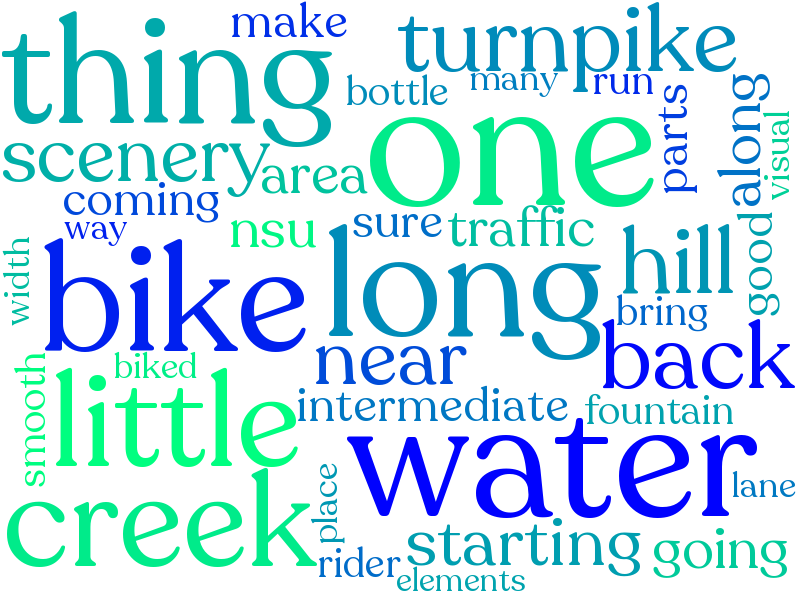 make
turnpike
thing
bottle
many
run
one
parts
along
visual
scenery
area
coming
way
nsu
sure
traffic
good
hill
width
bike
long
bring
near
back
smooth
biked
little
intermediate
fountain
water
creek
place
lane
rider
starting
going
elements